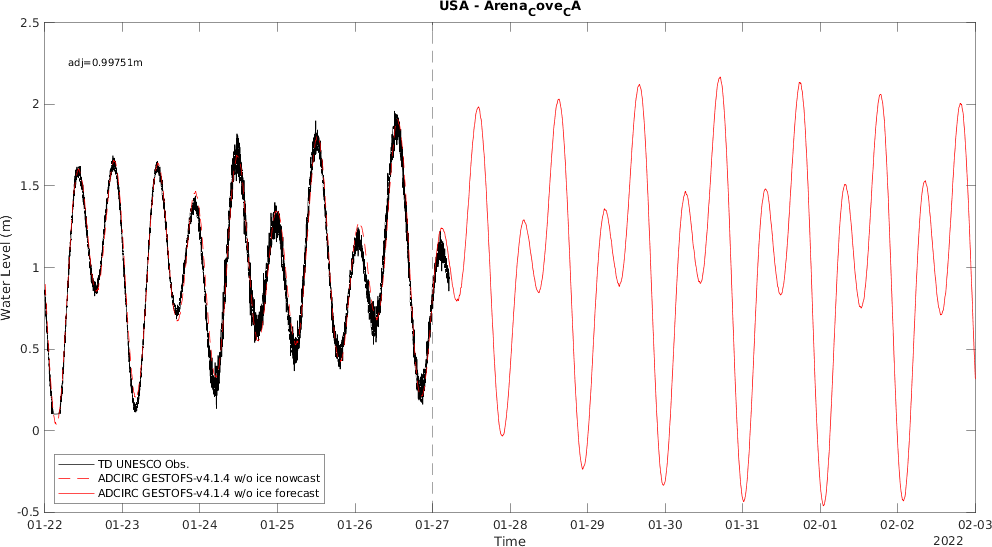 USA - Arena_Cove_CA
2.5
adj=0.99751m
2
1.5
Water Level (m)
1
0.5
0
TD UNESCO Obs.
ADCIRC GESTOFS-v4.1.4 w/o ice nowcast
ADCIRC GESTOFS-v4.1.4 w/o ice forecast
-0.5
01-22 01-23 01-24 01-25 01-26 01-27 01-28 01-29 01-30 01-31 02-01 02-02 02-03
Time
2022